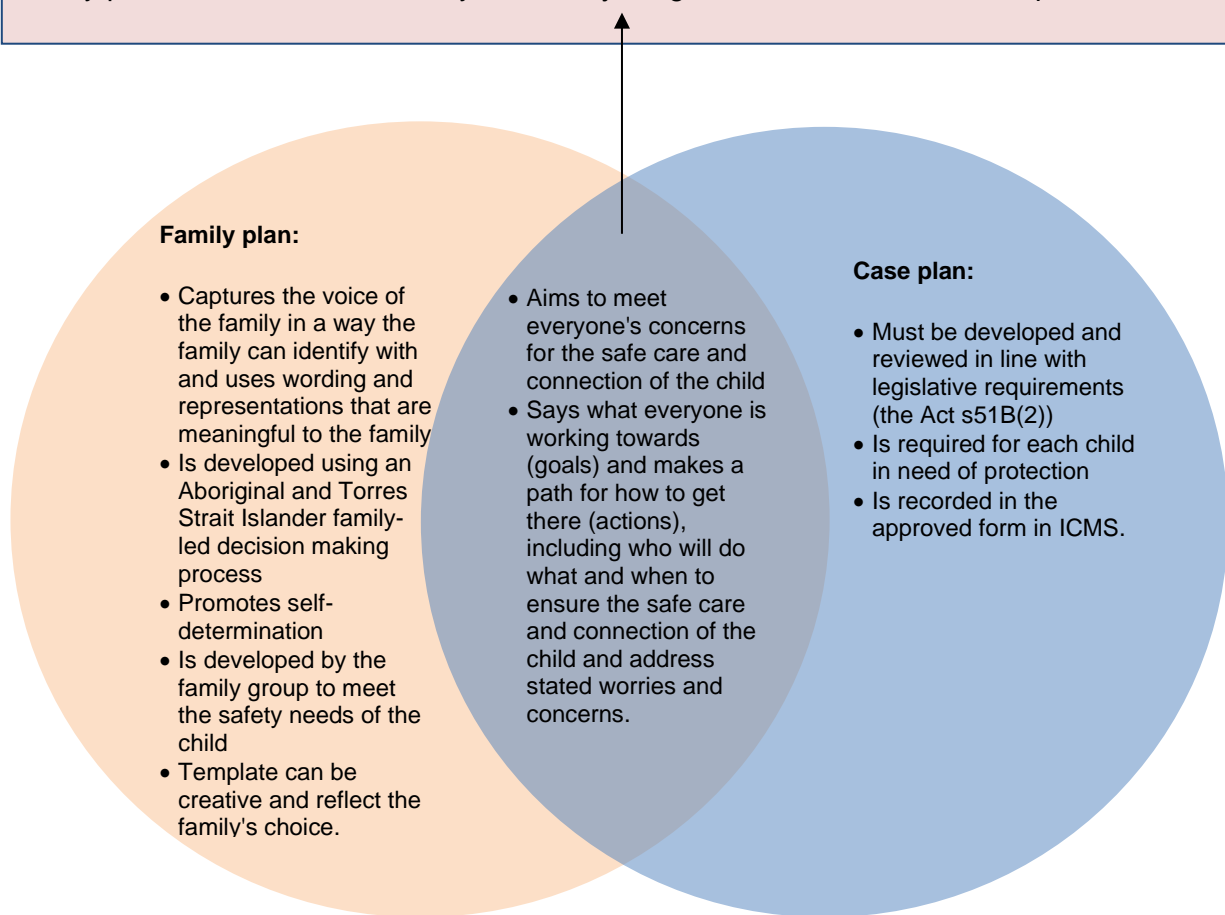 Family plan:
• Captures the voice of
the family in a way the
family can identify with
and uses wording and
representations that are
meaningful to the family
• Is developed using an
Aboriginal and Torres
Strait Islander family-
led decision making
process
• Promotes self-
determination
• Is developed by the
family group to meet
the safety needs of the
child
• Template can be
creative and reflect the
family's choice.
• Aims to meet
everyone's concerns
for the safe care and
connection of the child
• Says what everyone is
working towards
(goals) and makes a
path for how to get
there (actions),
including who will do
what and when to
ensure the safe care
and connection of the
child and address
stated worries and
concerns.
Case plan:
• Must be developed and
reviewed in line with
legislative requirements
(the Act s51B(2))
• Is required for each child
in need of protection
• Is recorded in the
approved form in ICMS.